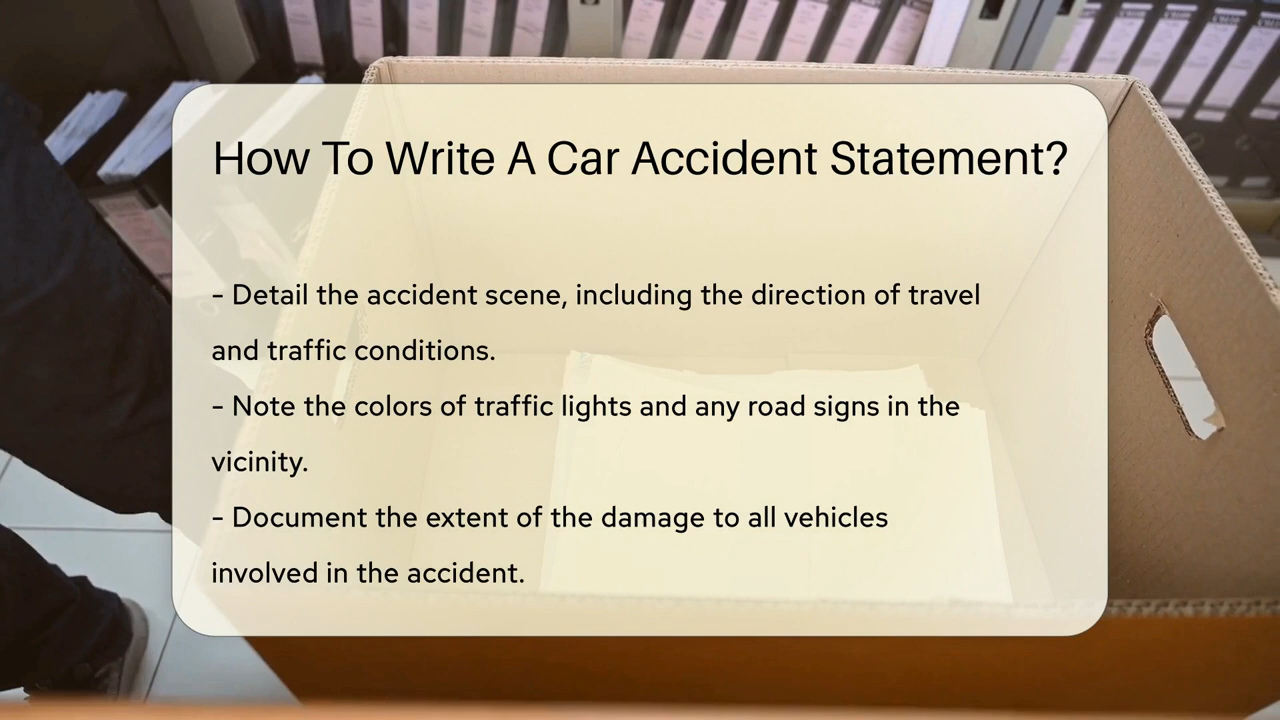 How To Write A Car Accident Statement?
– Detail the accident scene, including the direction of travel
and traffic conditions.
– Note the colors of traffic lights and any road signs in the
vicinity.
– Document the extent of the damage to all vehicles
involved in the accident.